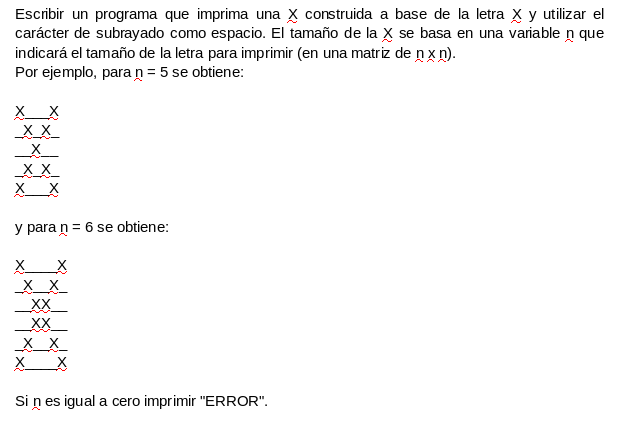 Escribir un programa que imprima una X construida a base de la letra X y utilizar el
carácter de subrayado como espacio. El tamaño de la X se basa en una variable n que
indicará el tamaño de la letra para imprimir (en una matriz de n x n).
Por ejemplo, para n = 5 se obtiene:
X___X
_X_X_
__X__
_X_X_
X___X
y para n = 6 se obtiene:
X____X
_X__X_
__XX__
__XX__
_X__X_
X____X
Si n es igual a cero imprimir "ERROR".